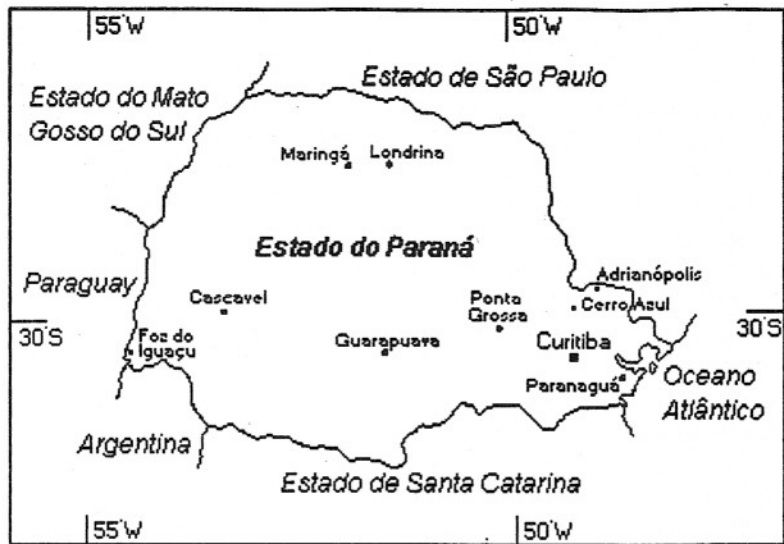 55°W
50°W
Estado de São Paulo
Estado do Mato
Gosso do Sul
Maringá
Londrina
Estado do Paraná
Paraguay
Adrianópolis
Cascavel
Ponta
Grossa
Cerro Azul
30°S
30°S
Foz do
Iguaçu
Guarapuava
Curitiba
Paranaguá
Oceano
Atlântico
Argentina
Estado de Santa Catarina
55°W
50°W